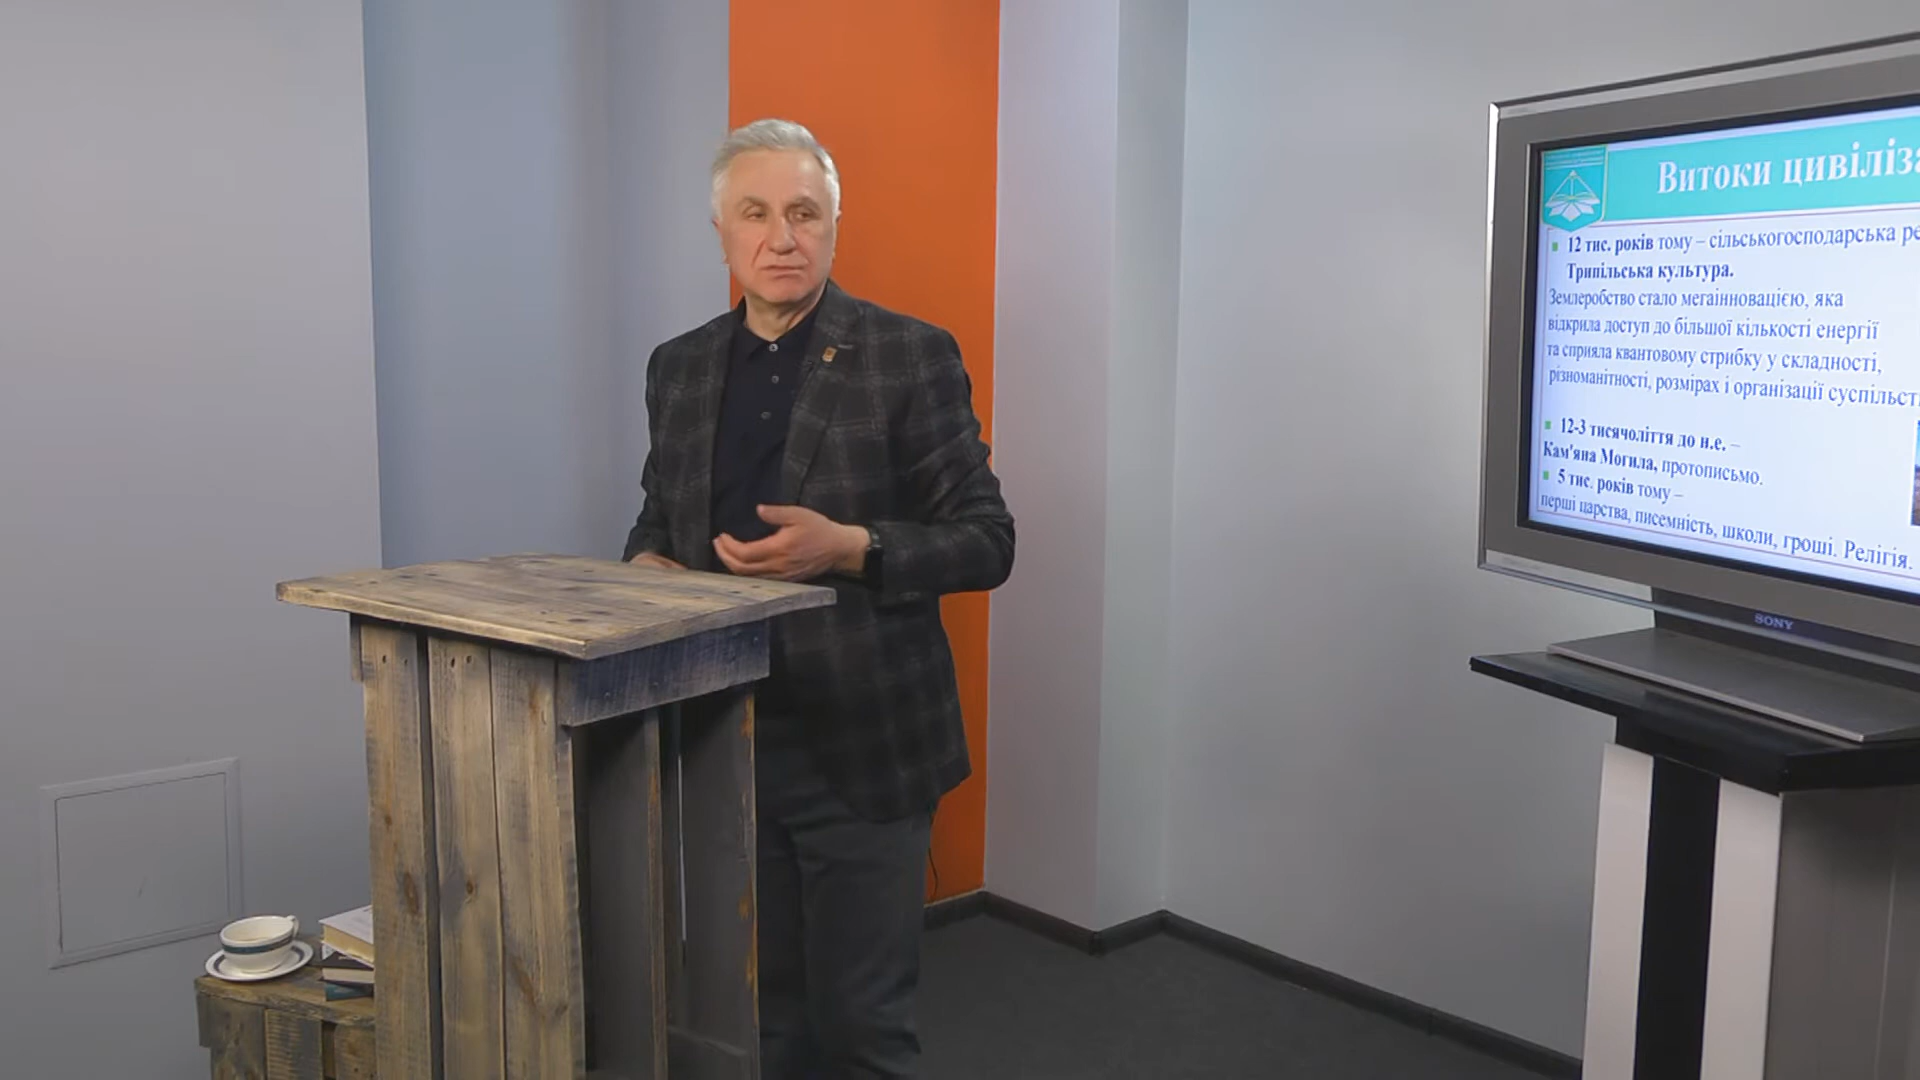 Витоки цивіліза
12 тис. років тому – сільськогосподарська ре
Трипільська культура.
Землеробство стало мегаінновацією, яка
відкрила доступ до більшої кількості енергії
та сприяла квантовому стрибку у складності,
різноманітності, розмірах і організації суспільст
12-3 тисячоліття до н.е. –
Кам'яна Могила, протописьмо.
5 тис. років тому –
перші царства, писемність, школи, гроші. Релігія.
SONY